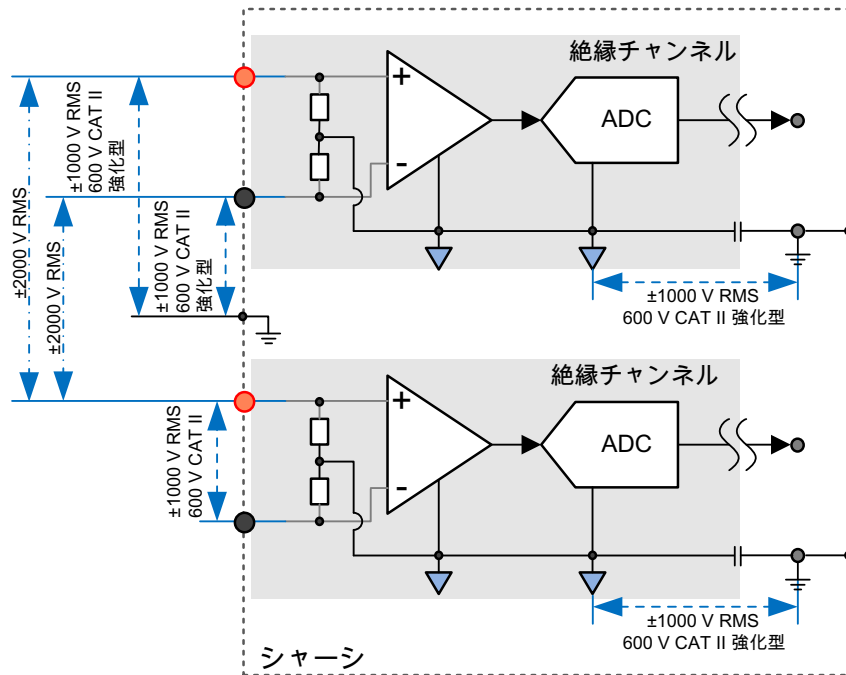 絶縁チャンネル
+
-
ADC
±2000 V RMS
±1000 V RMS
600 V CAT II
強化型
±2000 V RMS
±1000 V RMS
600 V CAT II
強化型
±1000 V RMS
600 V CAT II 強化型
絶縁チャンネル
+
-
ADC
±1000 V RMS
600 V CAT II
±1000 V RMS
600 V CAT II 強化型
シャーシ